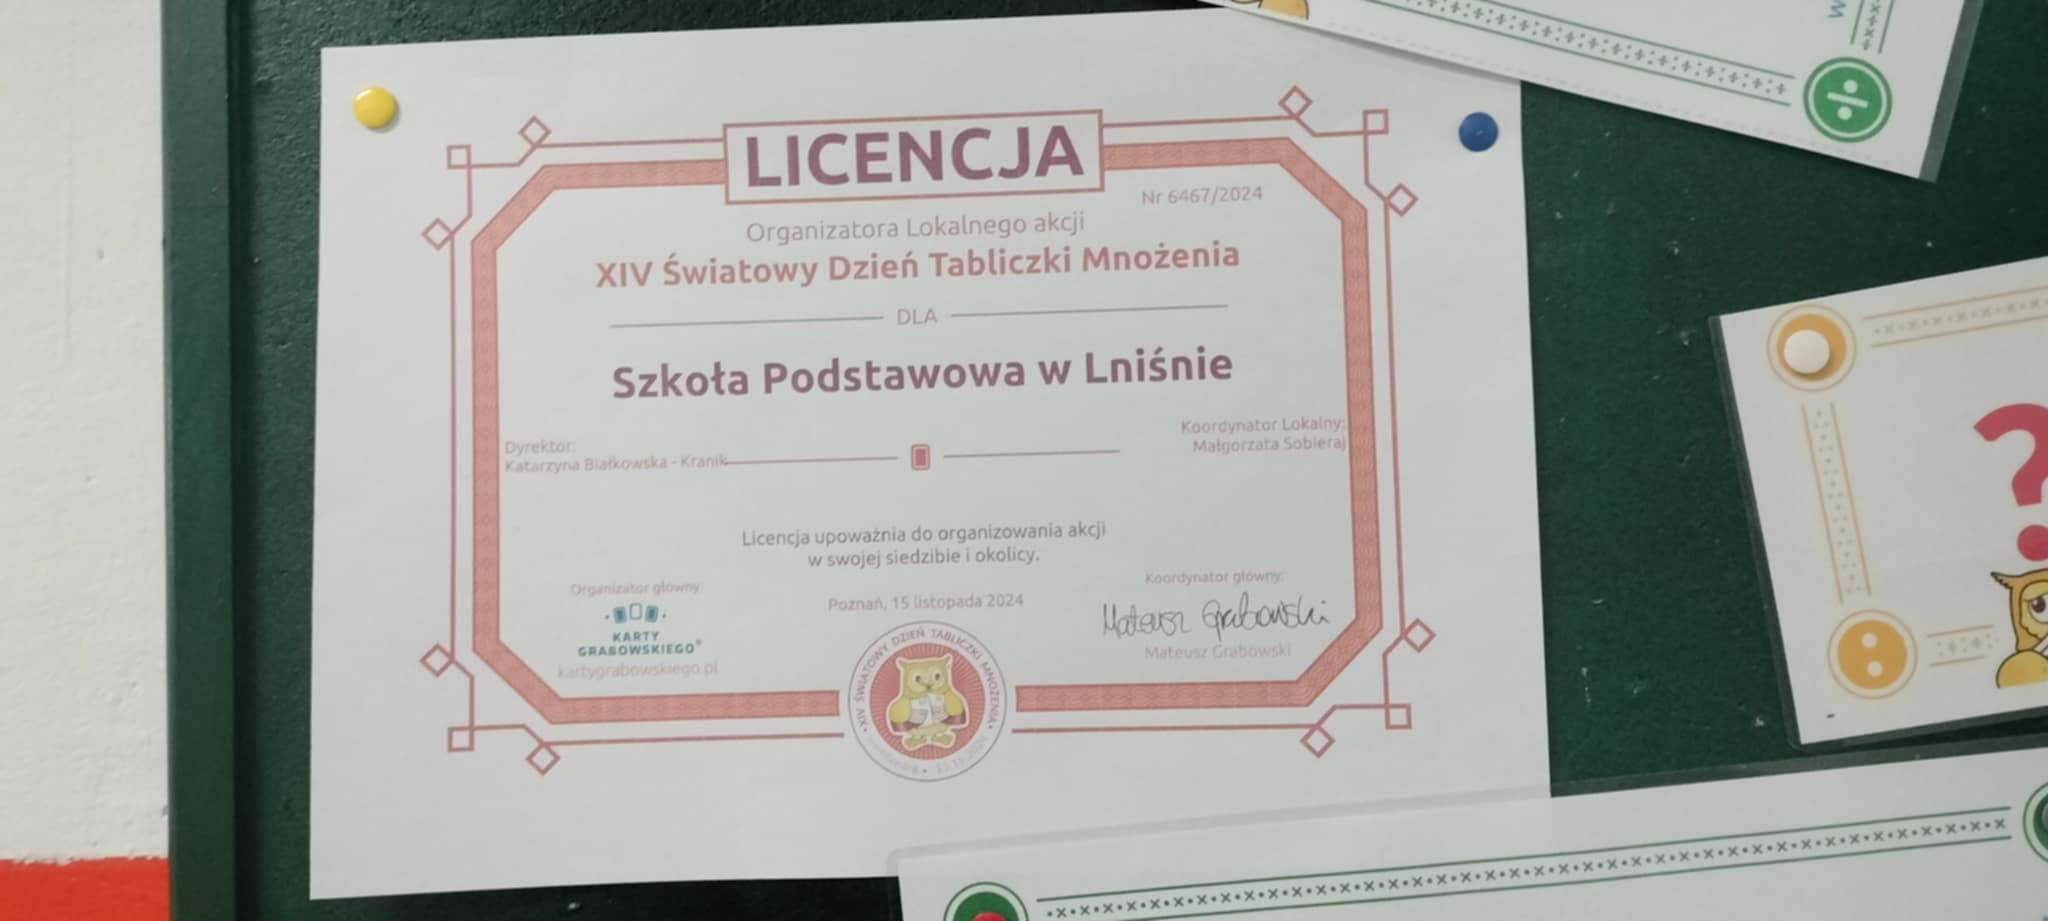 LICENCJA
Nr 6467/2024
Organizatora Lokalnego akcji
XIV Światowy Dzień Tabliczki Mnożenia
DLA
Szkoła Podstawowa w Lniśnie
Dyrektor:
Katarzyna Białkowska - Kranik
Koordynator Lokalny:
Małgorzata Sobieraj
Licencja upoważnia do organizowania akcji
w swojej siedzibie i okolicy.
Organizator główny:
KARTY
GRABOWSKIEGO®
kartygrabowskiego.pl
Poznań, 15 listopada 2024
Koordynator główny:
Mateusz Grabowski
Mateusz Grabowski
• XIV ŚWIATOWY DZIEŃ TABLICZKI MNOŻENIA •
?